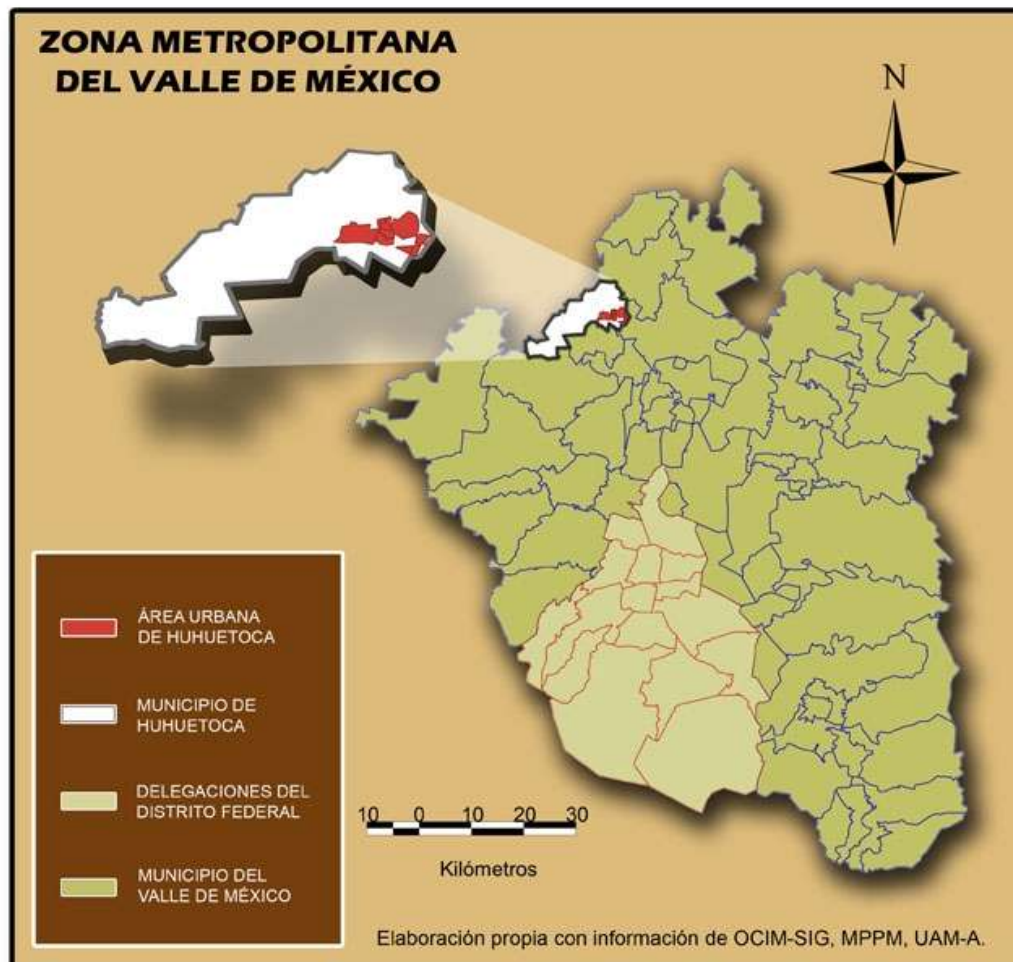 ZONA METROPOLITANA
DEL VALLE DE MÉXICO
N
ÁREA URBANA
DE HUHUETOCA
MUNICIPIO DE
HUHUETOCA
DELEGACIONES DEL
DISTRITO FEDERAL
MUNICIPIO DEL
VALLE DE MÉXICO
10 0 10 20 30
Kilómetros
Elaboración propia con información de OCIM-SIG, MPPM, UAM-A.